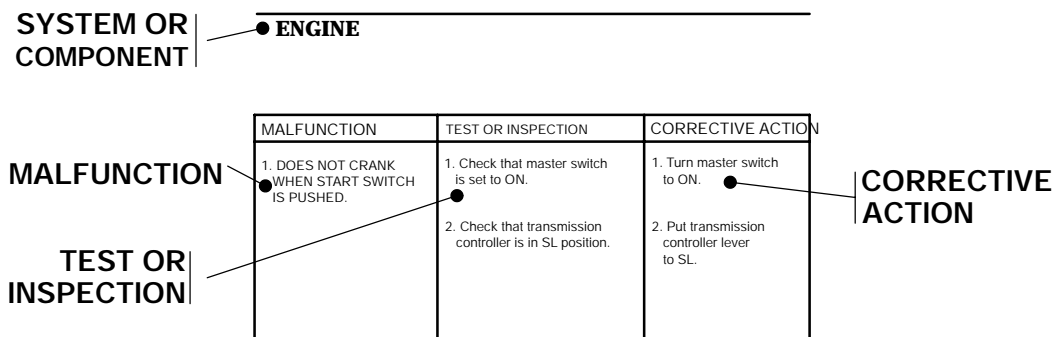 SYSTEM OR
COMPONENT
ENGINE
MALFUNCTION
TEST OR INSPECTION
CORRECTIVE ACTION
MALFUNCTION
1. DOES NOT CRANK
WHEN START SWITCH
IS PUSHED.
1. Check that master switch
is set to ON.
2. Check that transmission
controller is in SL position.
1. Turn master switch
to ON.
2. Put transmission
controller lever
to SL.
CORRECTIVE
ACTION
TEST OR
INSPECTION